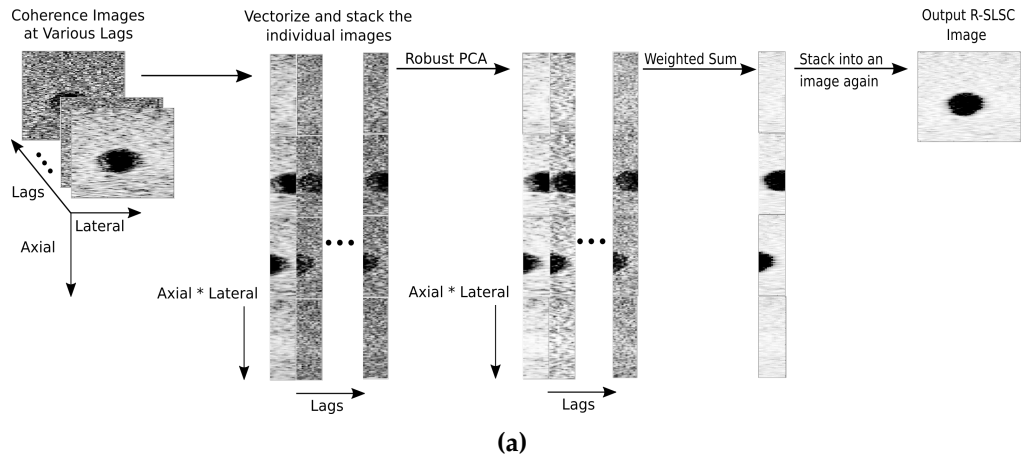 Coherence Images
at Various Lags
Vectorize and stack the
individual images
Robust PCA
Weighted Sum
Stack into an
image again
Output R-SLSC
Image
Lags
Lateral
Axial
Axial * Lateral
Lags
Axial * Lateral
Lags
(a)